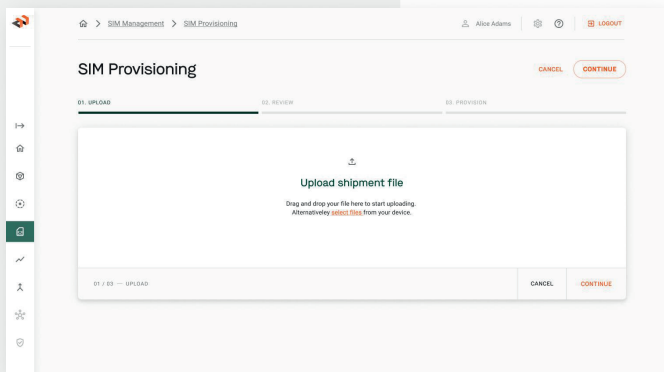 SIM Management
SIM Provisioning
Alice Adams
LOGOUT
SIM Provisioning
CANCEL
CONTINUE
01. UPLOAD
02. REVIEW
03. PROVISION
Upload shipment file
Drag and drop your file here to start uploading.
Alternativeley select files from your device.
01 / 03 — UPLOAD
CANCEL
CONTINUE